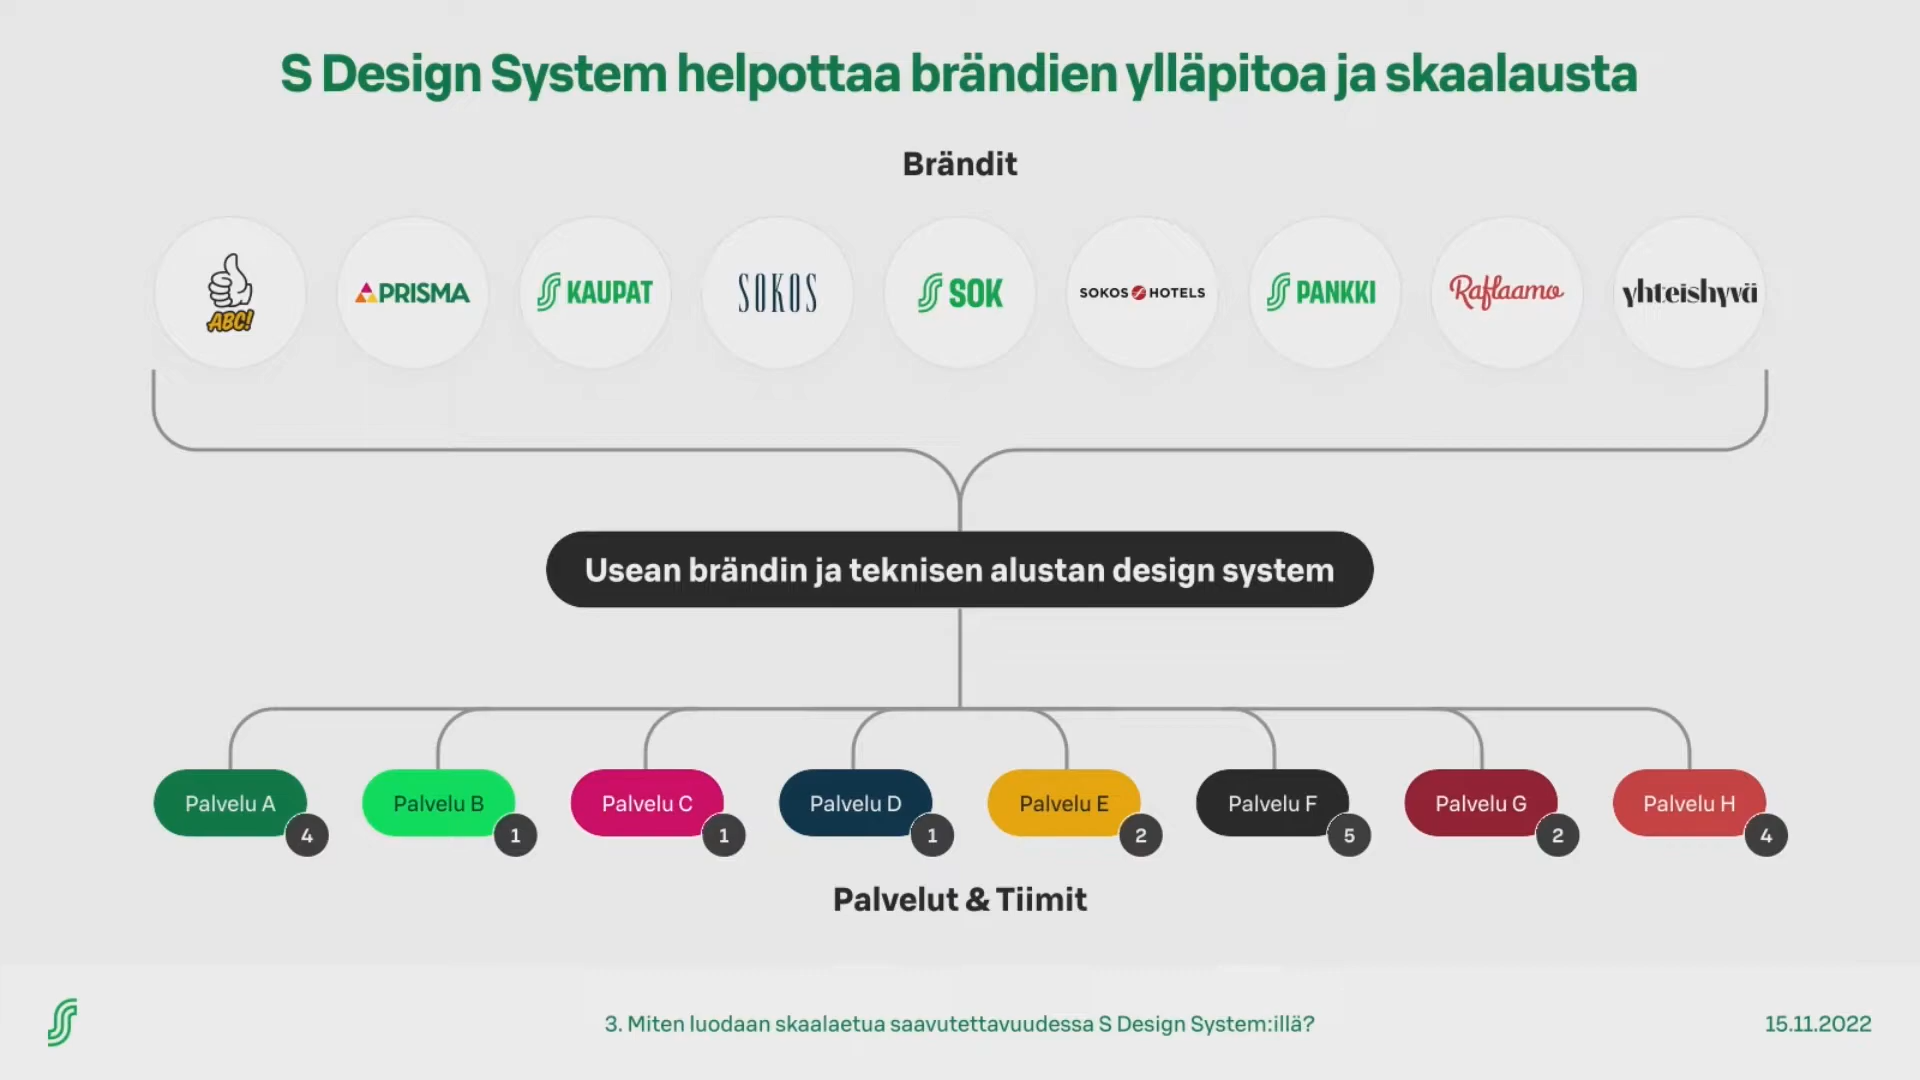 S Design System helpottaa brändien ylläpitoa ja skaalausta
Brändit
ABC!
PRISMA
KAUPAT
SOKOS
SOK
SOKOS HOTELS
PANKKI
Raflaamo
yhteishyvä
Usean brändin ja teknisen alustan design system
Palvelu A
4
Palvelu B
1
Palvelu C
1
Palvelu D
1
Palvelu E
2
Palvelu F
5
Palvelu G
2
Palvelu H
4
Palvelut & Tiimit
3. Miten luodaan skaalaetua saavutettavuudessa S Design System:illä?
15.11.2022